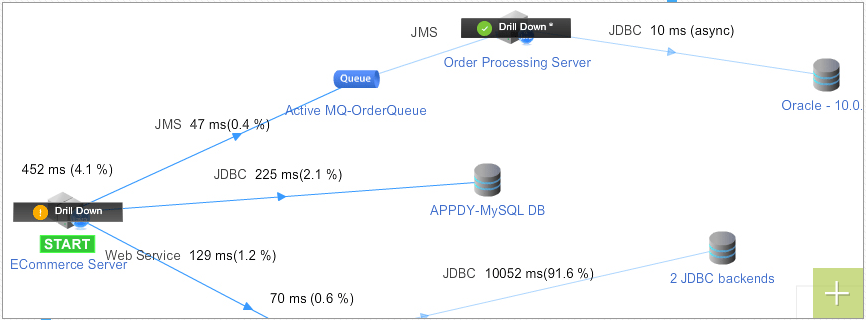 Drill Down *
JMS
JDBC 10 ms (async)
Order Processing Server
Queue
Oracle - 10.0.
Active MQ-OrderQueue
JMS 47 ms(0.4 %)
452 ms (4.1 %)
JDBC 225 ms(2.1 %)
Drill Down
APPDY-MySQL DB
START
Web Service 129 ms(1.2 %)
ECommerce Server
JDBC 10052 ms(91.6 %)
2 JDBC backends
70 ms (0.6 %)